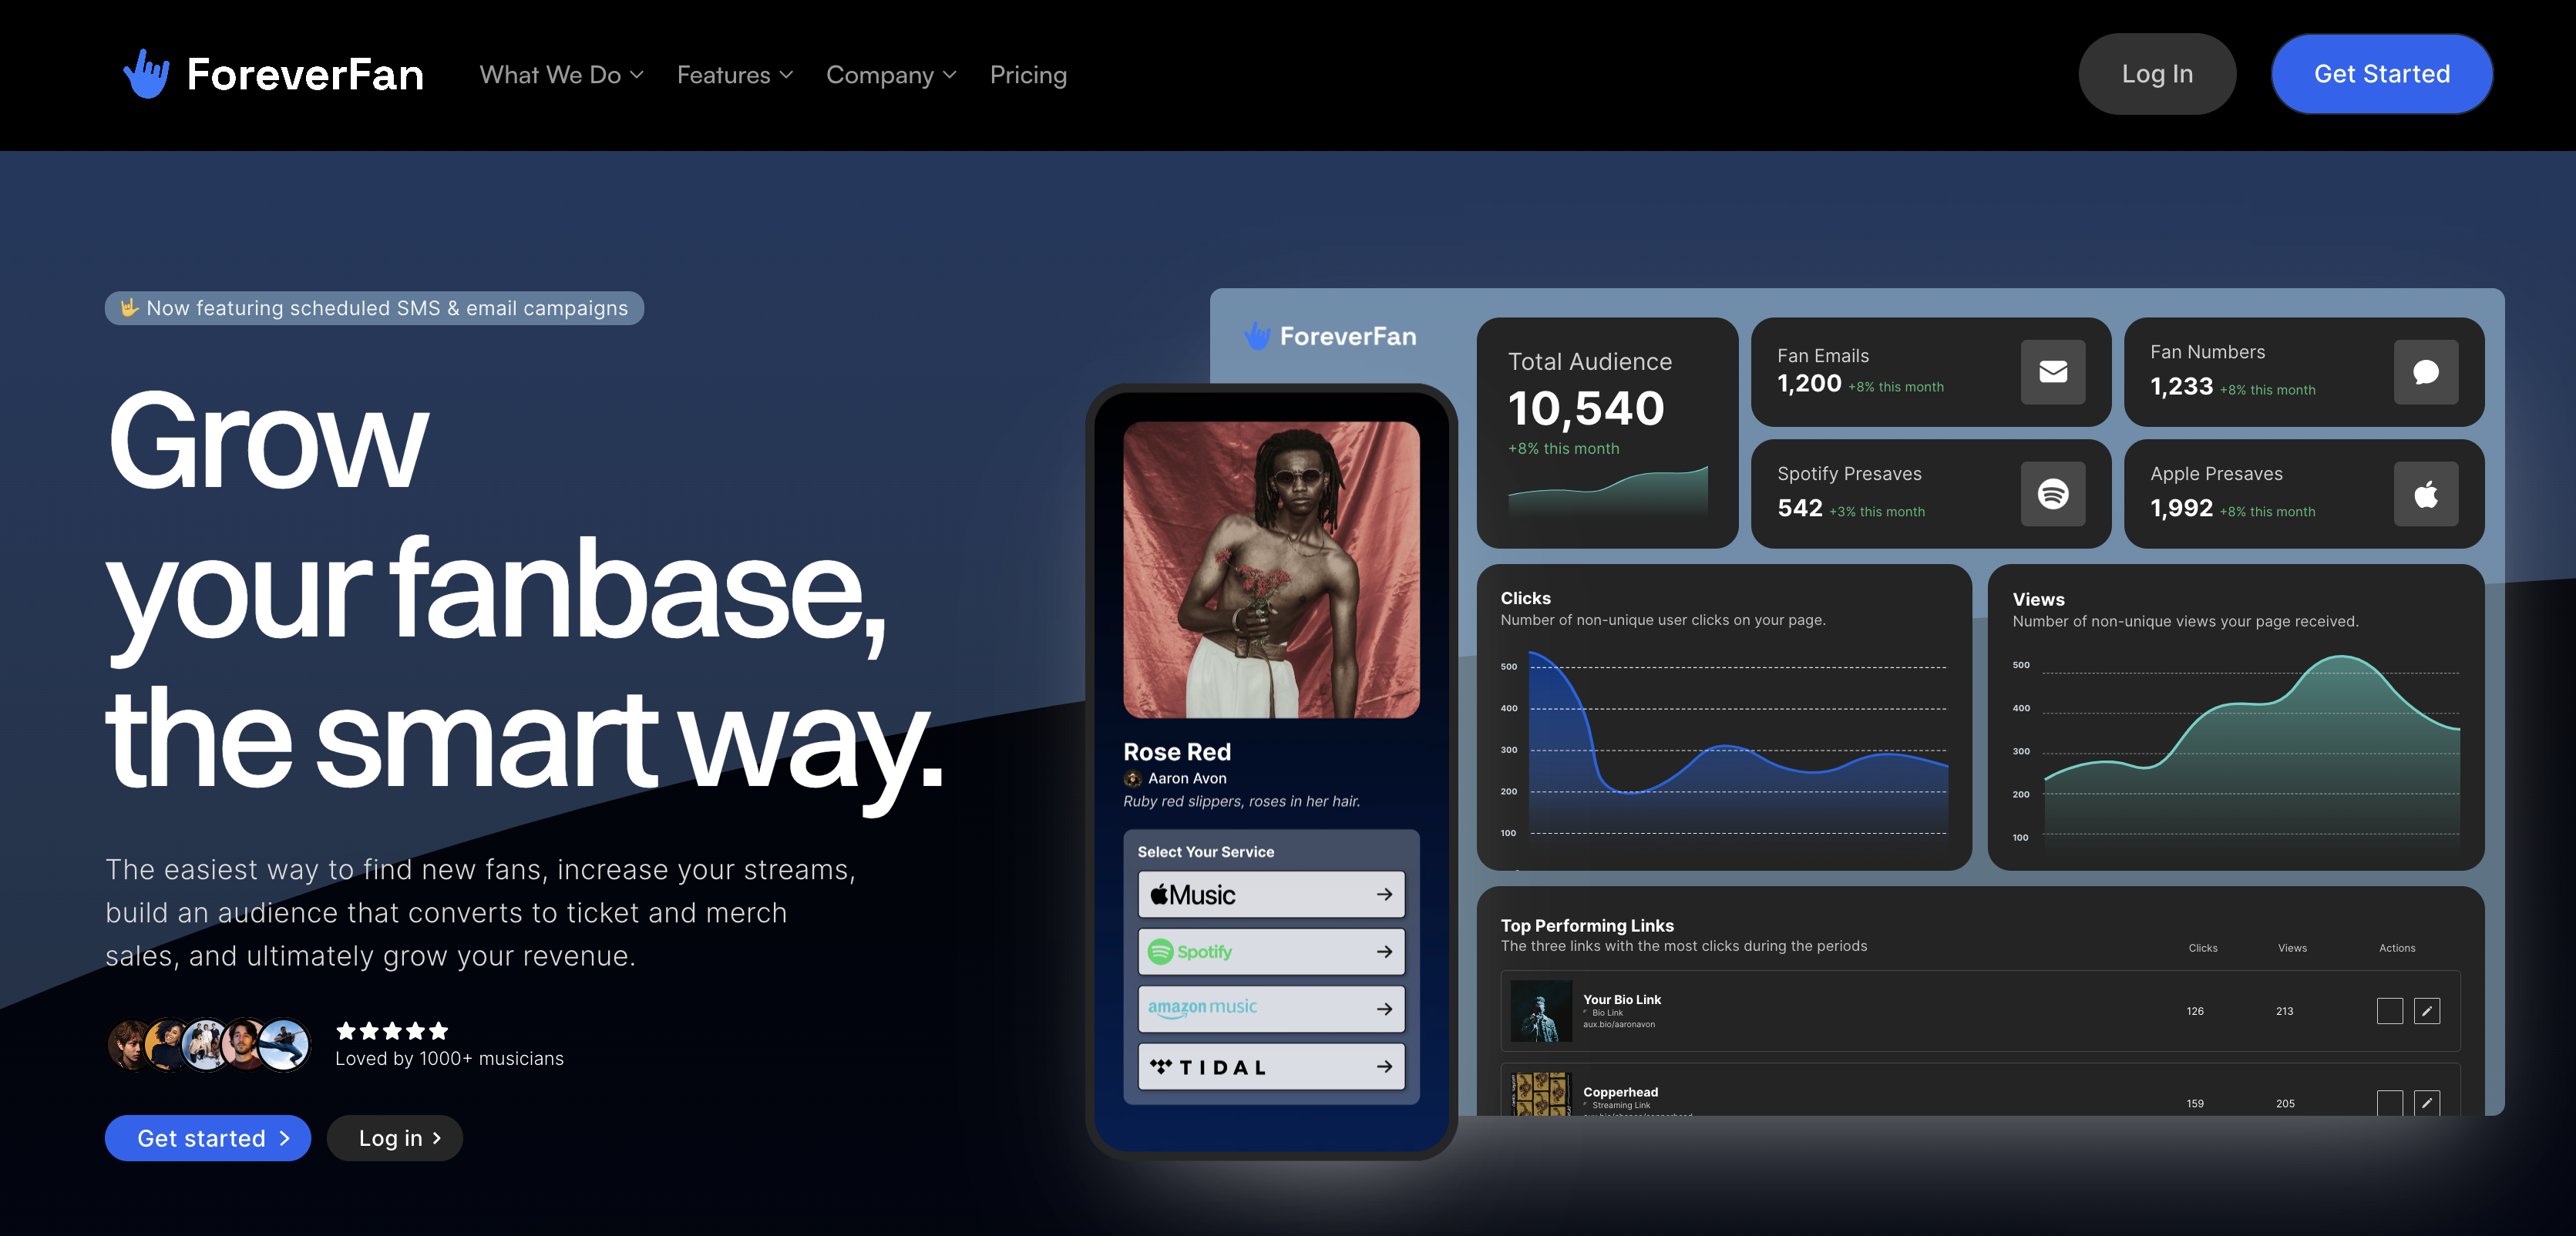 ForeverFan
What We Do
Features
Company
Pricing
Log In
Get Started
Now featuring scheduled SMS & email campaigns
Grow
your fanbase,
the smart way.
The easiest way to find new fans, increase your streams,
build an audience that converts to ticket and merch
sales, and ultimately grow your revenue.
Loved by 1000+ musicians
Get started
Log in
Rose Red
Aaron Avon
Ruby red slippers, roses in her hair.
Select Your Service
Music
Spotify
amazon music
TIDAL
ForeverFan
Total Audience
10,540
+8% this month
Fan Emails
1,200 +8% this month
Fan Numbers
1,233 +8% this month
Spotify Presaves
542 +3% this month
Apple Presaves
1,992 +8% this month
Clicks
Number of non-unique user clicks on your page.
500
400
300
200
100
Views
Number of non-unique views your page received.
500
400
300
200
100
Top Performing Links
The three links with the most clicks during the periods
Clicks Views Actions
Your Bio Link
Bio Link
aux.bio/aaronavon
126 213
Copperhead
Streaming Link
159 205